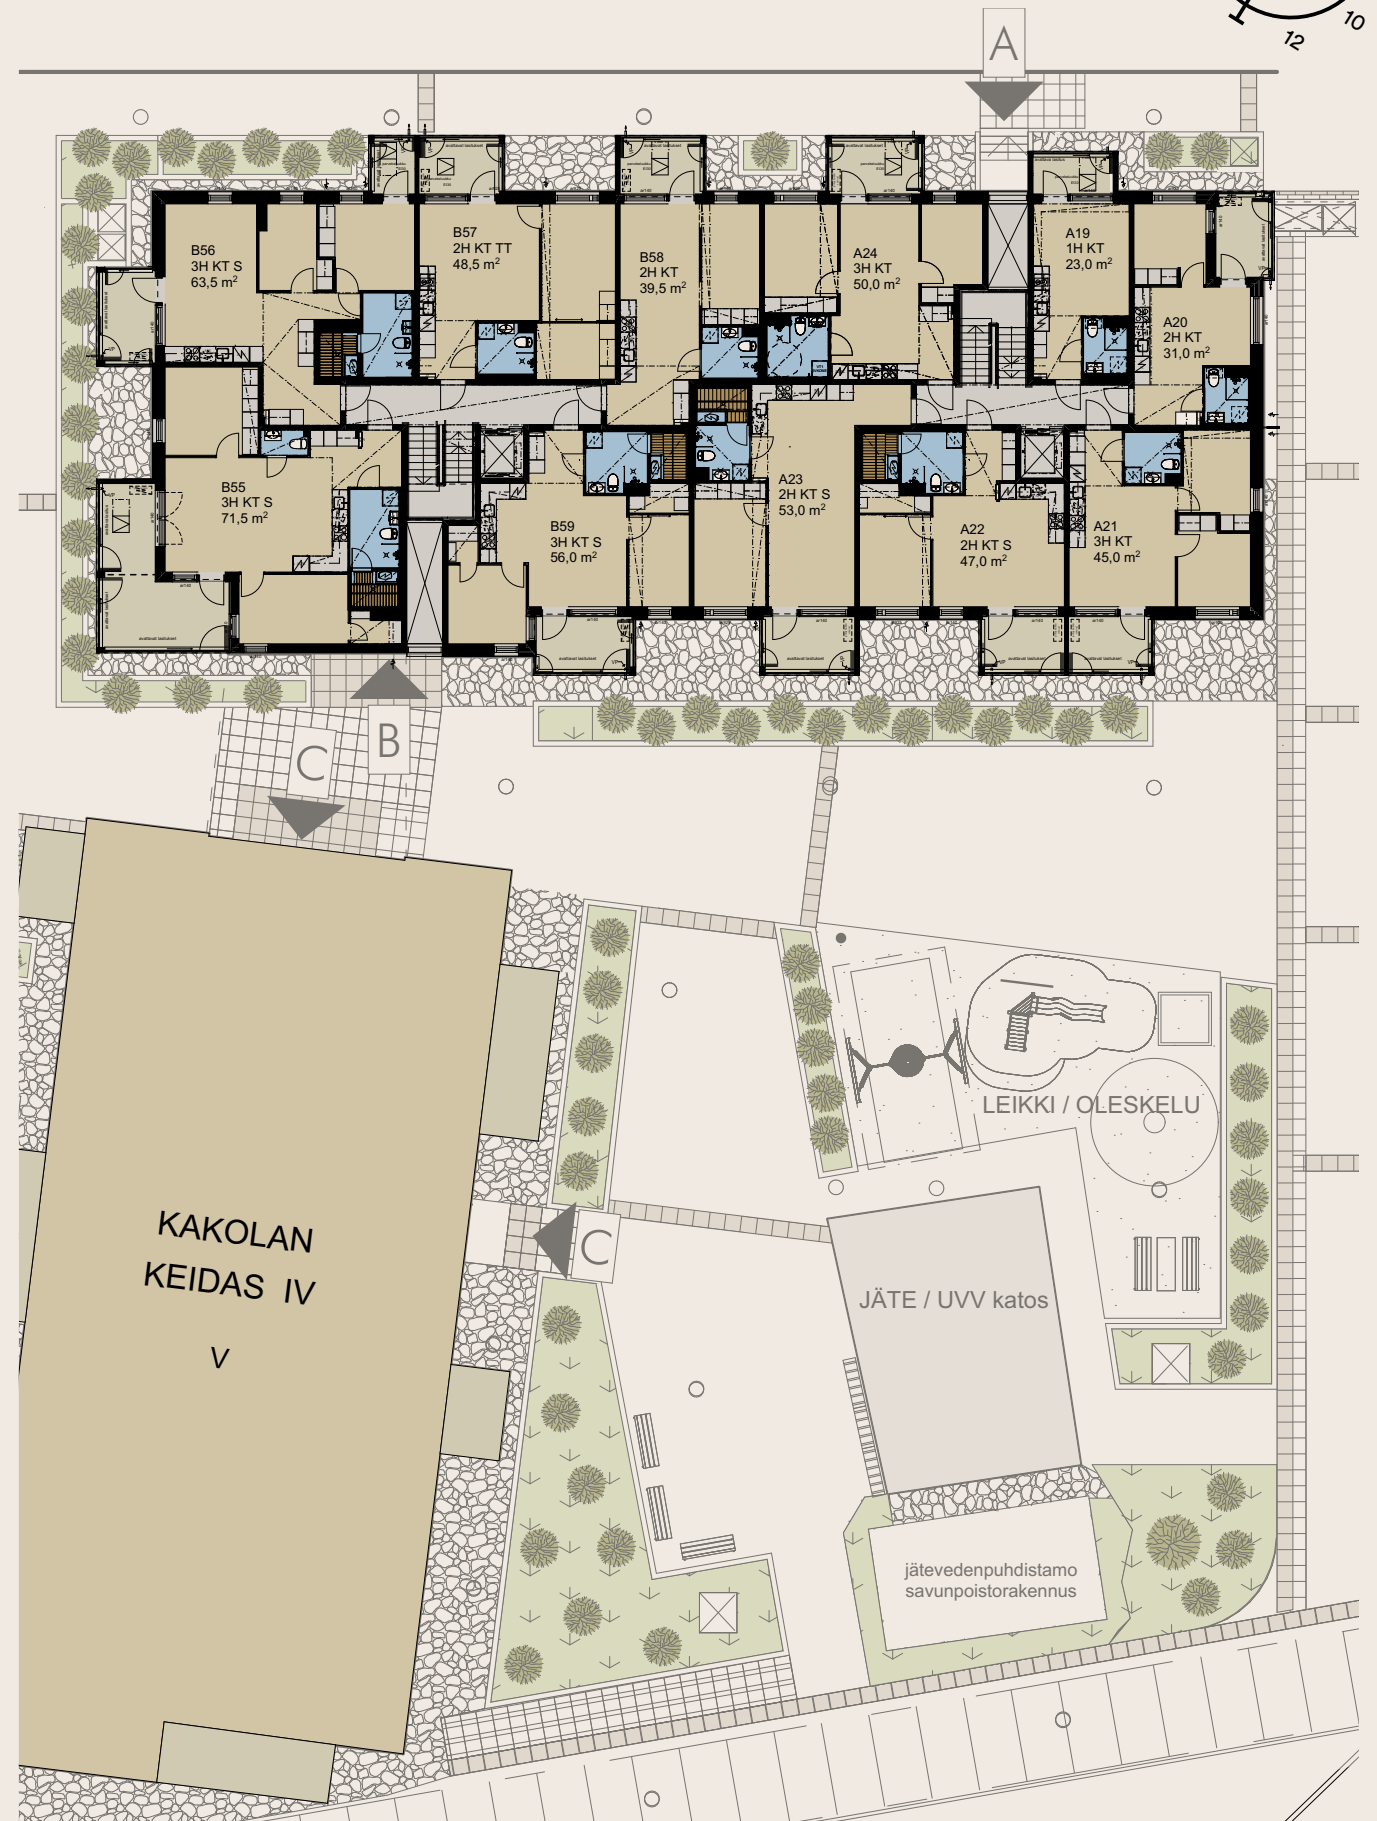 10
12
A
B56
3H KT S
63,5 m²
B57
2H KT TT
48,5 m²
B58
2H KT
39,5 m²
A24
3H KT
50,0 m²
A19
1H KT
23,0 m²
A20
2H KT
31,0 m²
B55
3H KT S
71,5 m²
B59
3H KT S
56,0 m²
A23
2H KT S
53,0 m²
A22
2H KT S
47,0 m²
A21
3H KT
45,0 m²
B
C
LEIKKI / OLESKELU
KAKOLAN
KEIDAS IV
V
C
JÄTE / UVV katos
jätevedenpuhdistamo
savunpoistorakennus